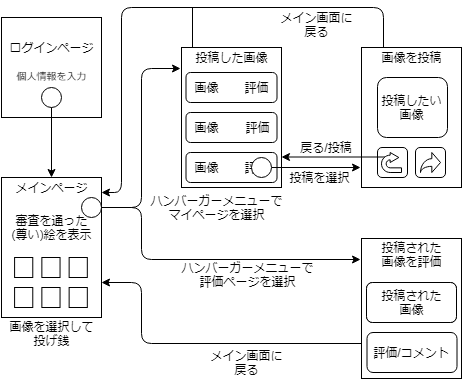 メイン画面に
戻る
ログインページ
個人情報を入力
投稿した画像
画像 評価
画像 評価
画像 評
画像を投稿
投稿したい
画像
戻る/投稿
投稿を選択
メインページ
審査を通った
(尊い)絵を表示
画像を選択して
投げ銭
ハンバーガーメニューで
マイページを選択
ハンバーガーメニューで
評価ページを選択
投稿された
画像を評価
投稿された
画像
評価/コメント
メイン画面に
戻る